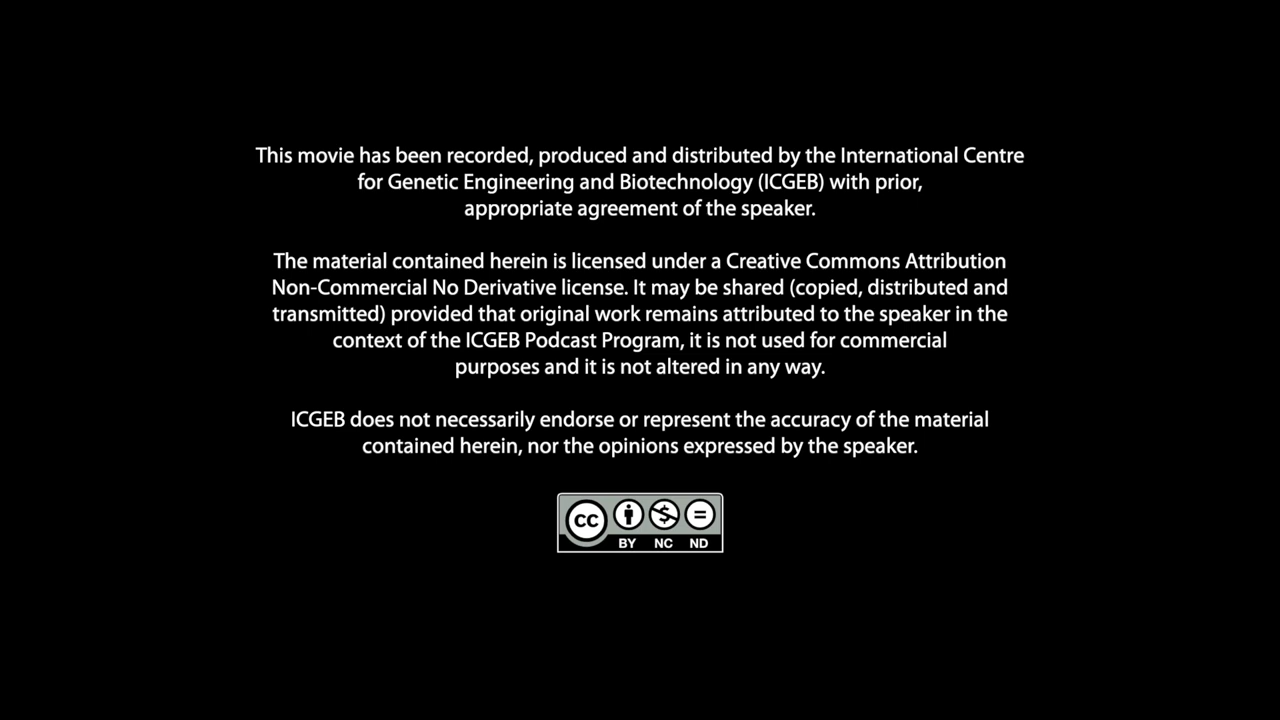 This movie has been recorded, produced and distributed by the International Centre
for Genetic Engineering and Biotechnology (ICGEB) with prior,
appropriate agreement of the speaker.
The material contained herein is licensed under a Creative Commons Attribution
Non-Commercial No Derivative license. It may be shared (copied, distributed and
transmitted) provided that original work remains attributed to the speaker in the
context of the ICGEB Podcast Program, it is not used for commercial
purposes and it is not altered in any way.
ICGEB does not necessarily endorse or represent the accuracy of the material
contained herein, nor the opinions expressed by the speaker.
CC $ =
BY NC ND